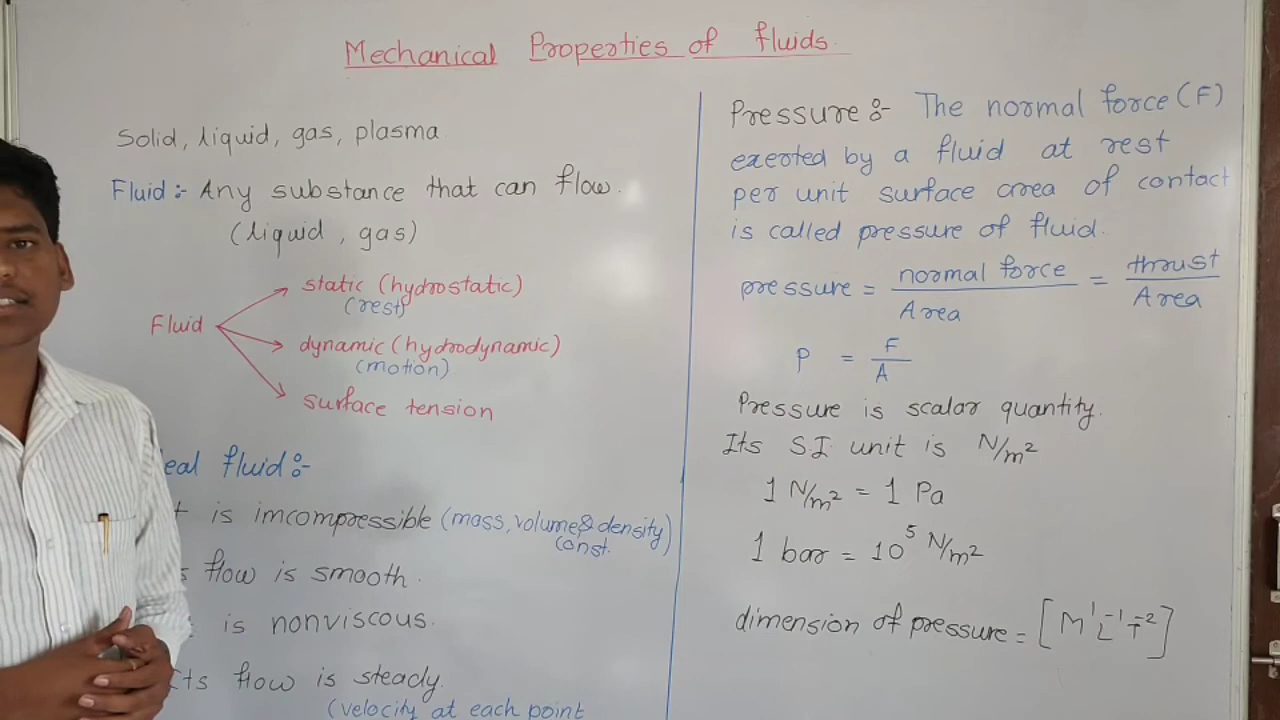 Mechanical Properties of fluids.
Solid, liquid, gas, plasma
Fluid :- Any substance that can flow.
(liquid, gas)
Fluid
static (hydrostatic)
(rest)
dynamic (hydrodynamic)
(motion)
surface tension
eal fluid :-
t is imcompressible (mass, volume & density)
const.
s flow is smooth.
is nonviscous.
Its flow is steady.
(velocity at each point
Pressure :- The normal force (F)
exerted by a fluid at rest
per unit surface area of contact
is called pressure of fluid.
pressure = normal force / Area = thrust / Area
P = F / A
Pressure is scalar quantity.
Its S.I unit is N/m²
1 N/m² = 1 Pa
1 bar = 10⁵ N/m²
dimension of pressure = [M¹L⁻¹T⁻²]